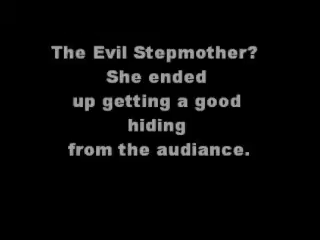 The Evil Stepmother?
She ended
up getting a good
hiding
from the audiance.